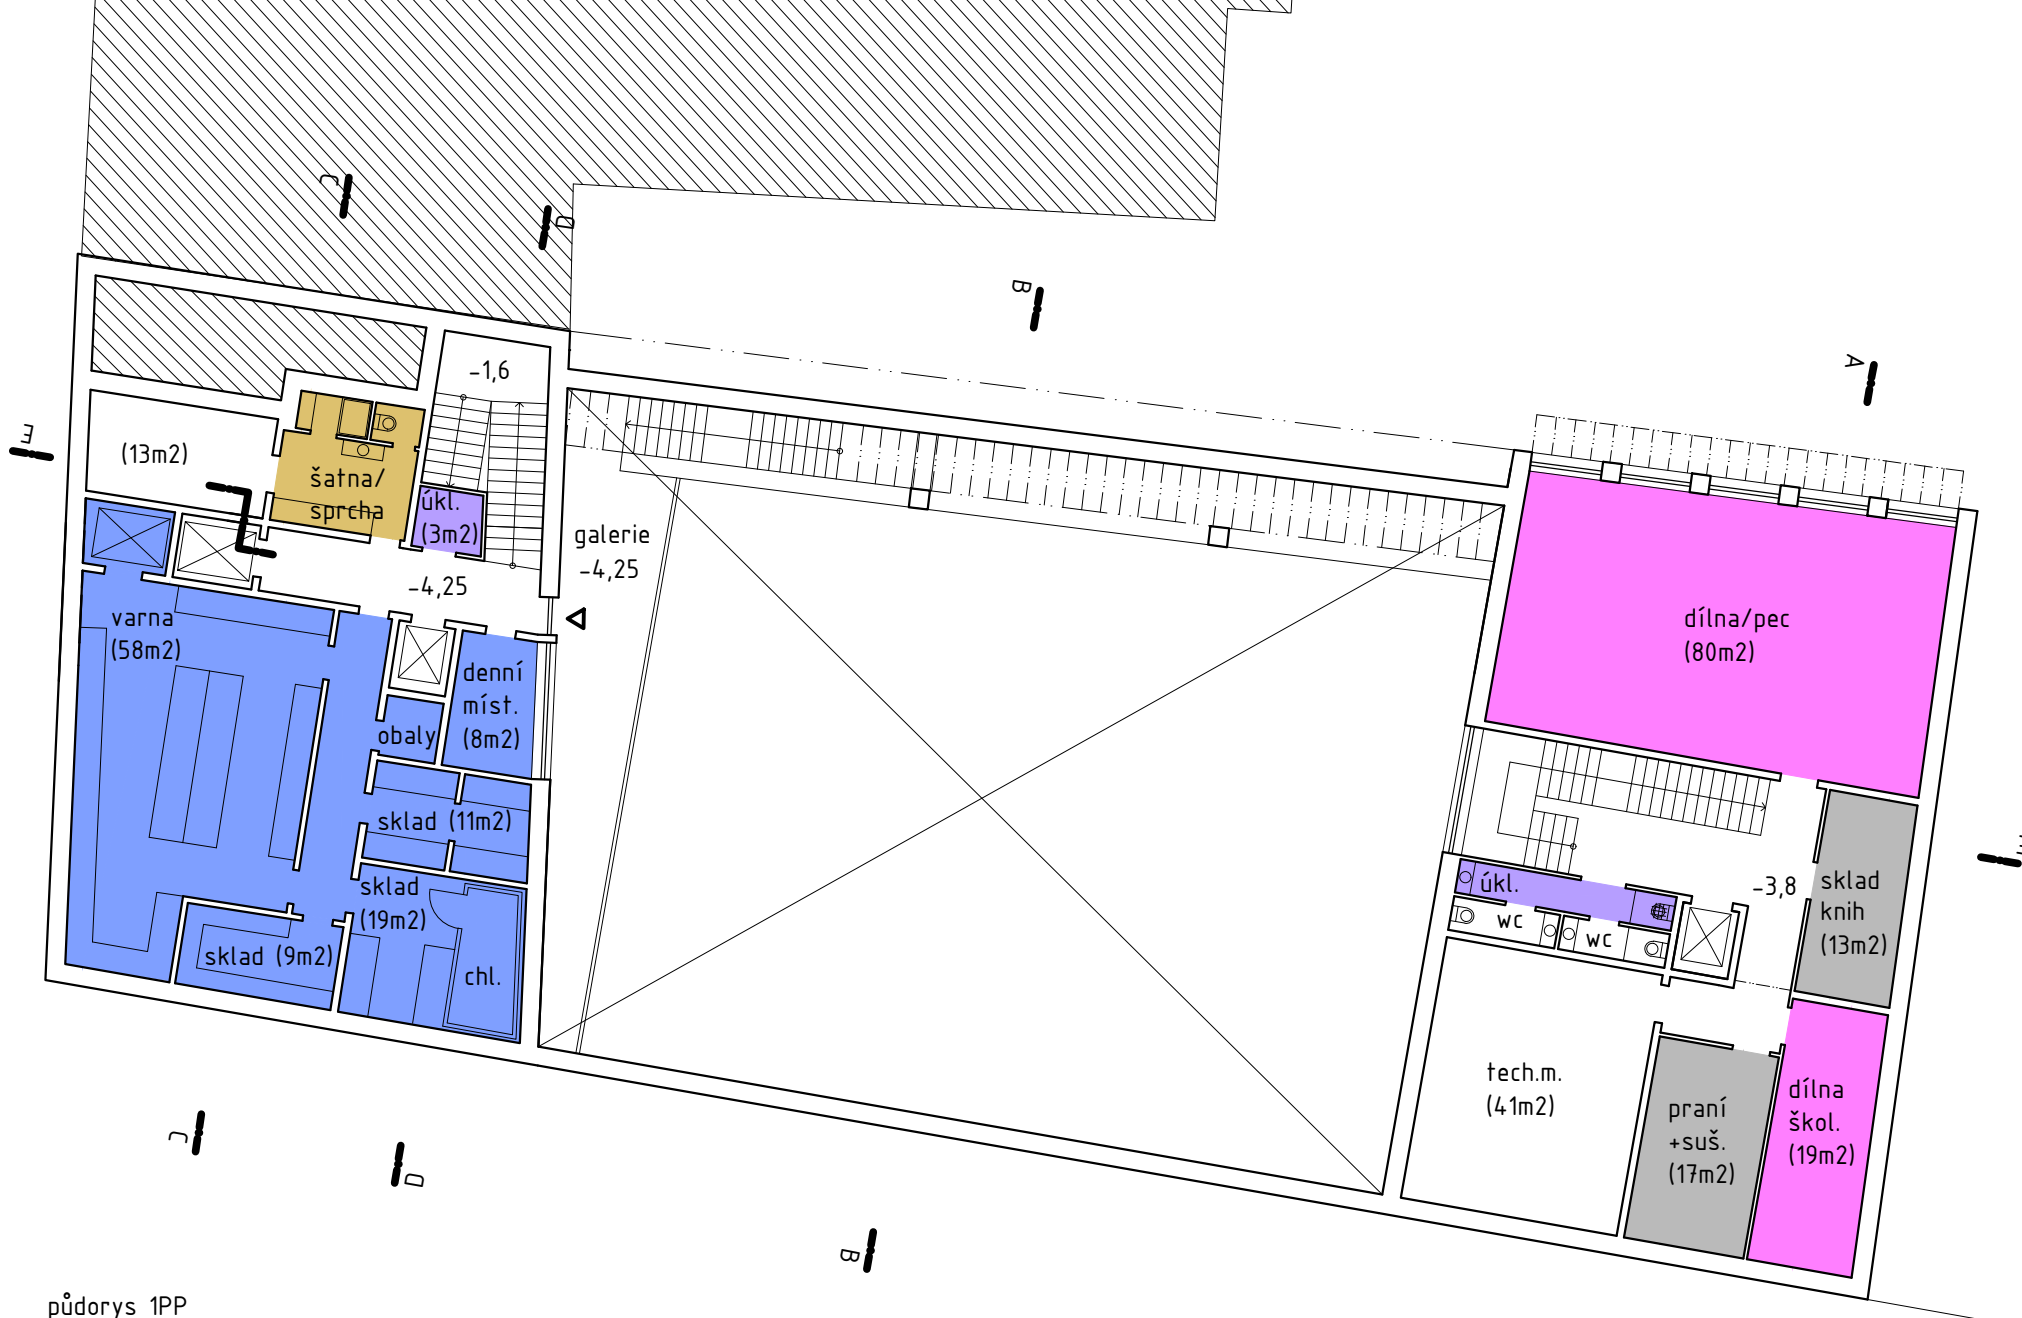 C
D
B
A
E
-1,6
(13m2)
šatna/
sprcha
úkl.
(3m2)
galerie
-4,25
-4,25
varna
(58m2)
denní
míst.
(8m2)
obaly
sklad (11m2)
sklad
(19m2)
sklad (9m2)
chl.
dílna/pec
(80m2)
úkl.
-3,8
wc
wc
sklad
knih
(13m2)
tech.m.
(41m2)
praní
+suš.
(17m2)
dílna
škol.
(19m2)
C
D
B
půdorys 1PP